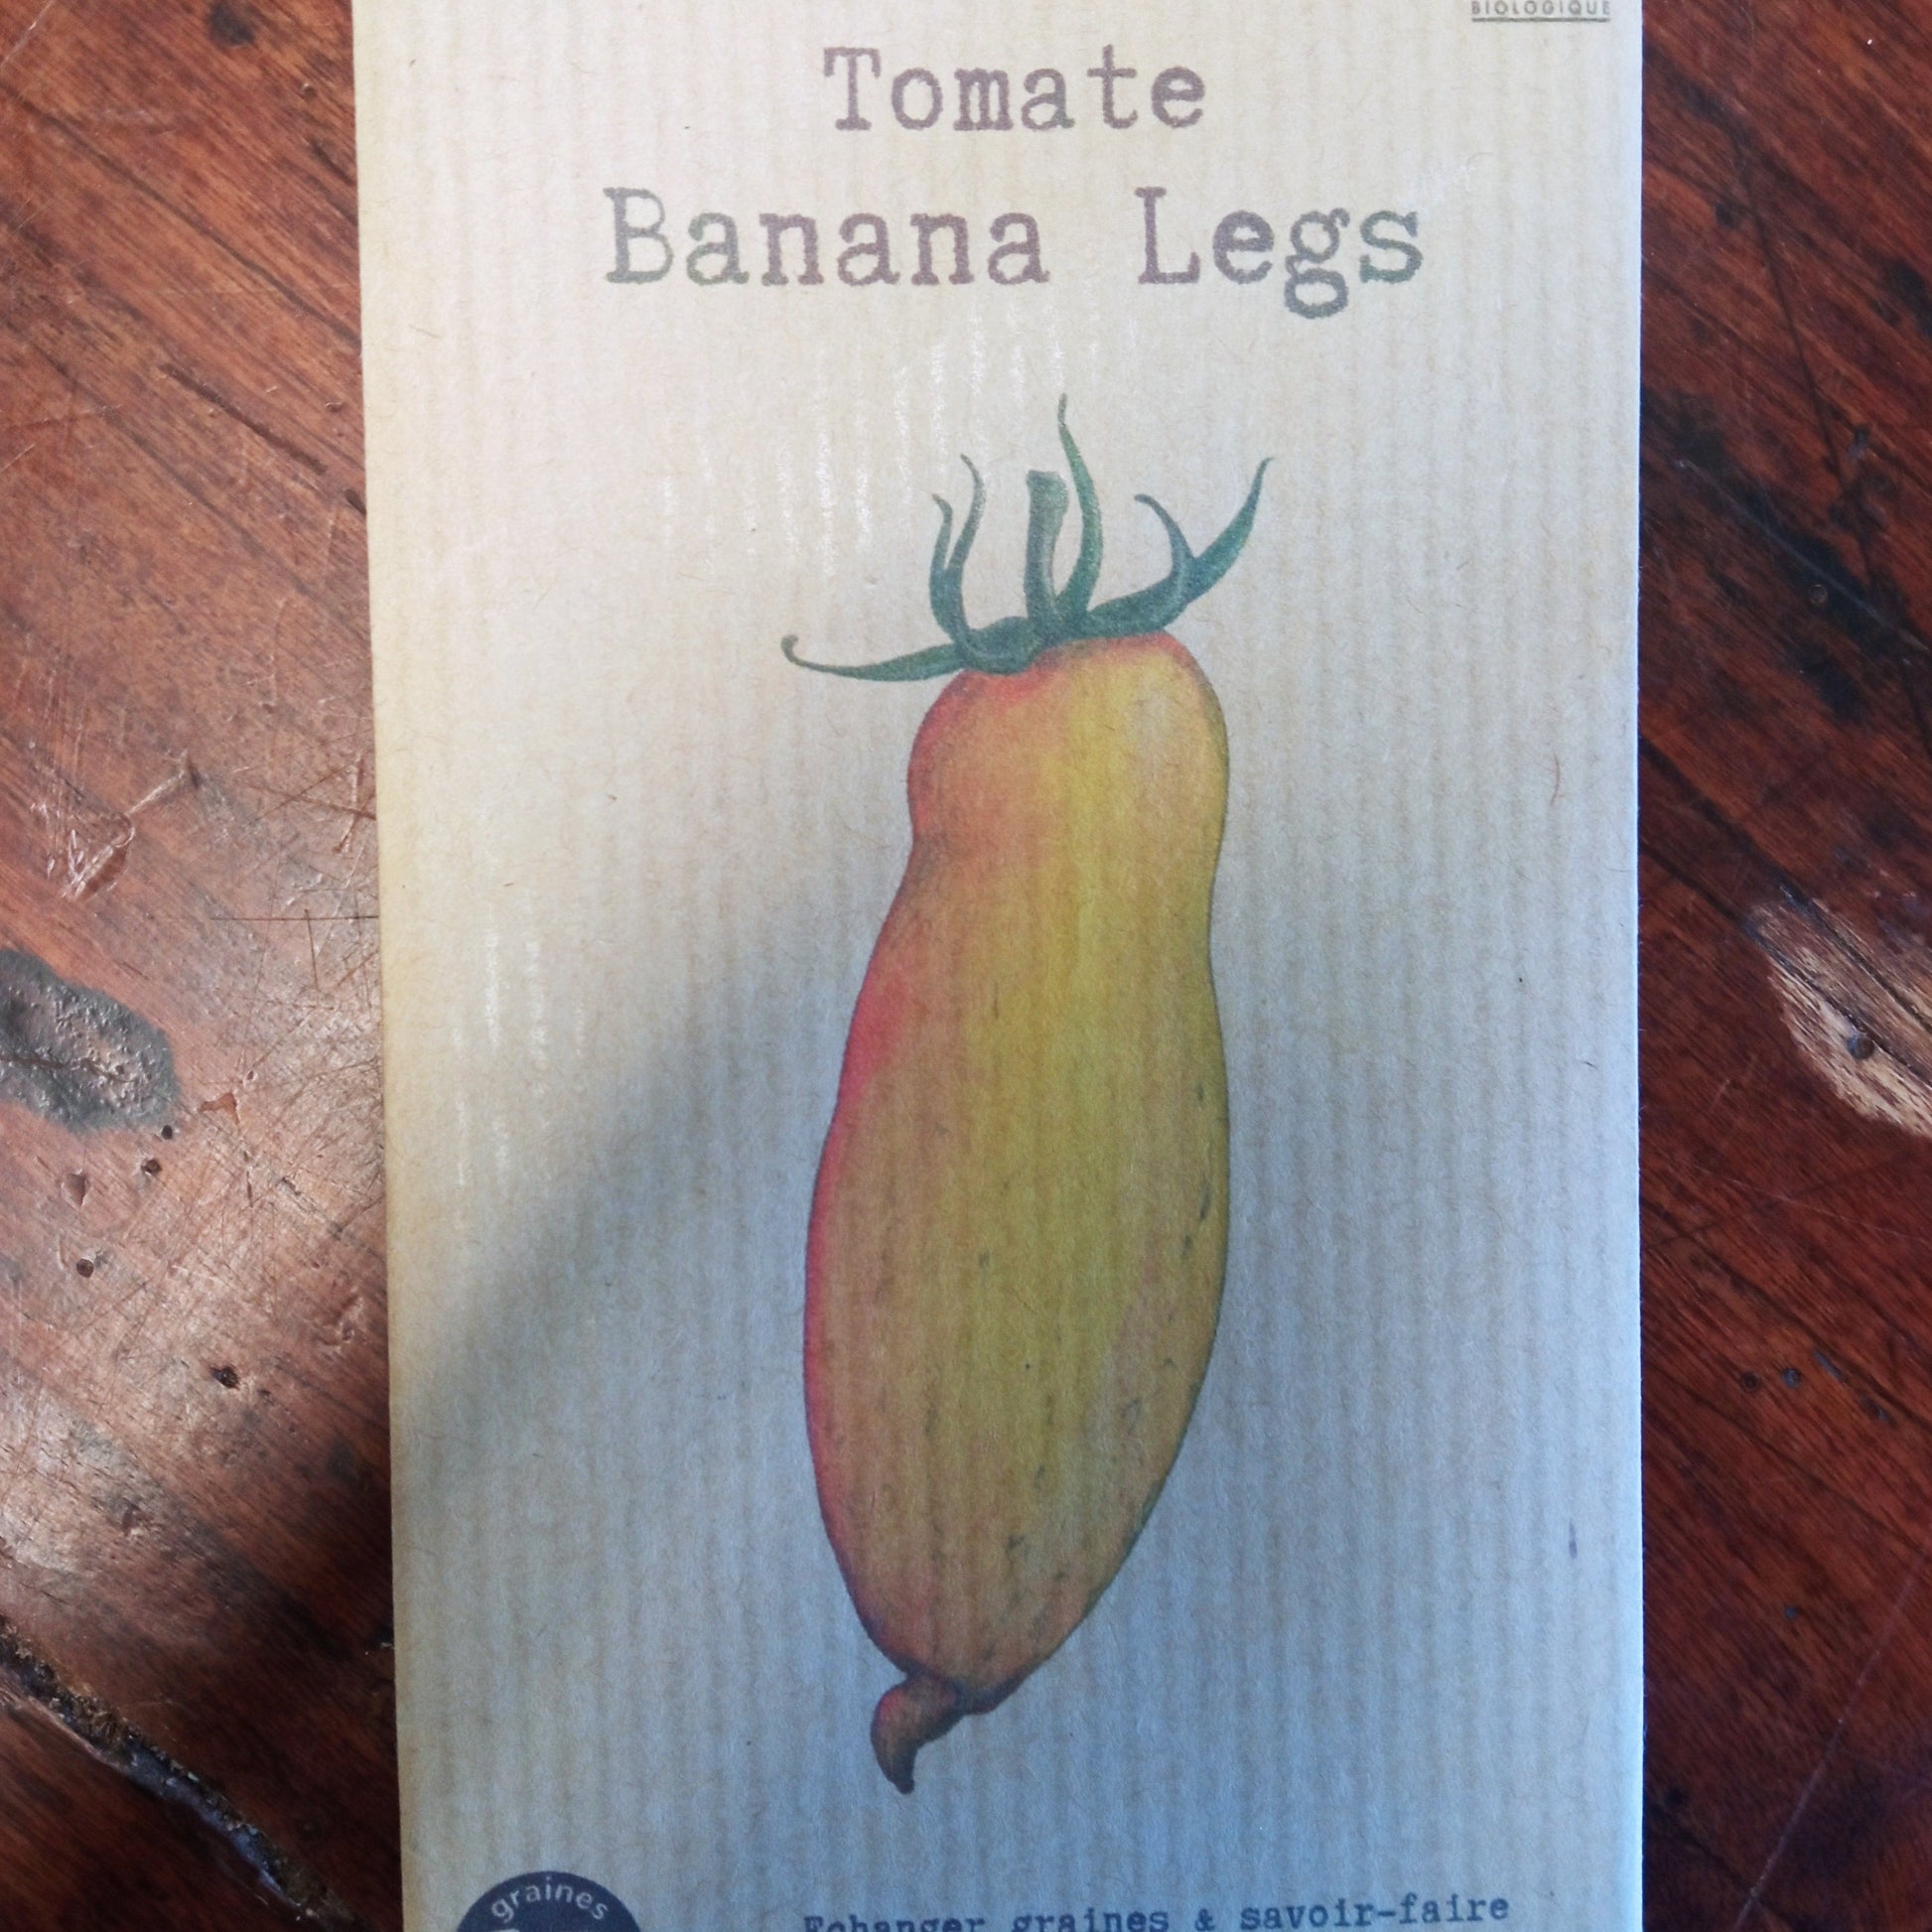 BIOLOGIQUE
Tomate
Banana Legs
graines
Echanger graines & savoir-faire